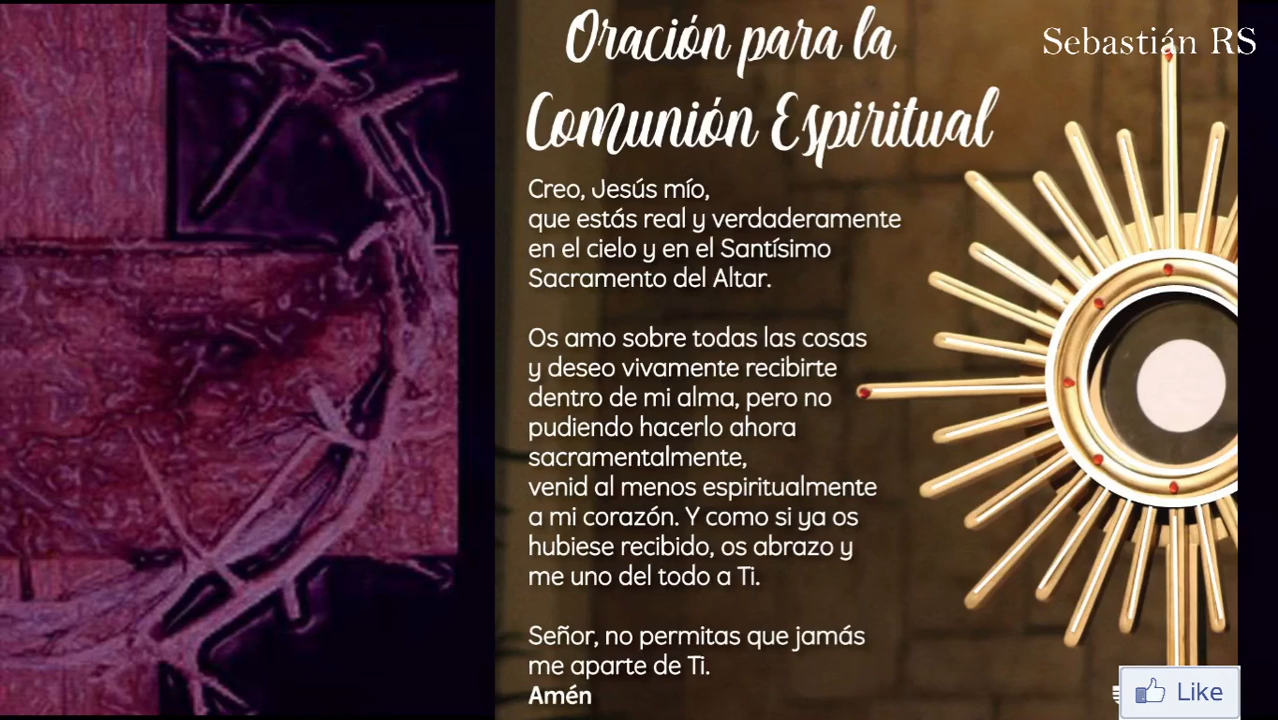 Oración para la
Comunión Espiritual
Sebastián RS
Creo, Jesús mío,
que estás real y verdaderamente
en el cielo y en el Santísimo
Sacramento del Altar.
Os amo sobre todas las cosas
y deseo vivamente recibirte
dentro de mi alma, pero no
pudiendo hacerlo ahora
sacramentalmente,
venid al menos espiritualmente
a mi corazón. Y como si ya os
hubiese recibido, os abrazo y
me uno del todo a Ti.
Señor, no permitas que jamás
me aparte de Ti.
Amén
Like